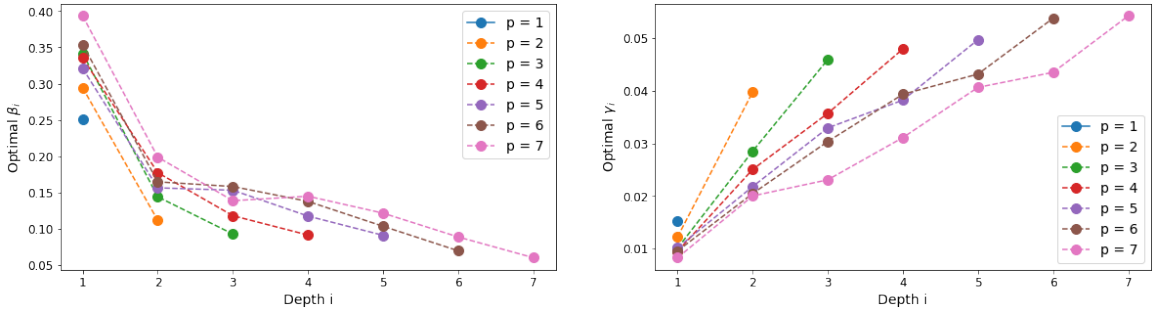 0.40
0.35
0.30
0.25
0.20
0.15
0.10
0.05
Optimal βᵢ
1 2 3 4 5 6 7
Depth i
p = 1
p = 2
p = 3
p = 4
p = 5
p = 6
p = 7
0.05
0.04
0.03
0.02
0.01
Optimal γᵢ
1 2 3 4 5 6 7
Depth i
p = 1
p = 2
p = 3
p = 4
p = 5
p = 6
p = 7